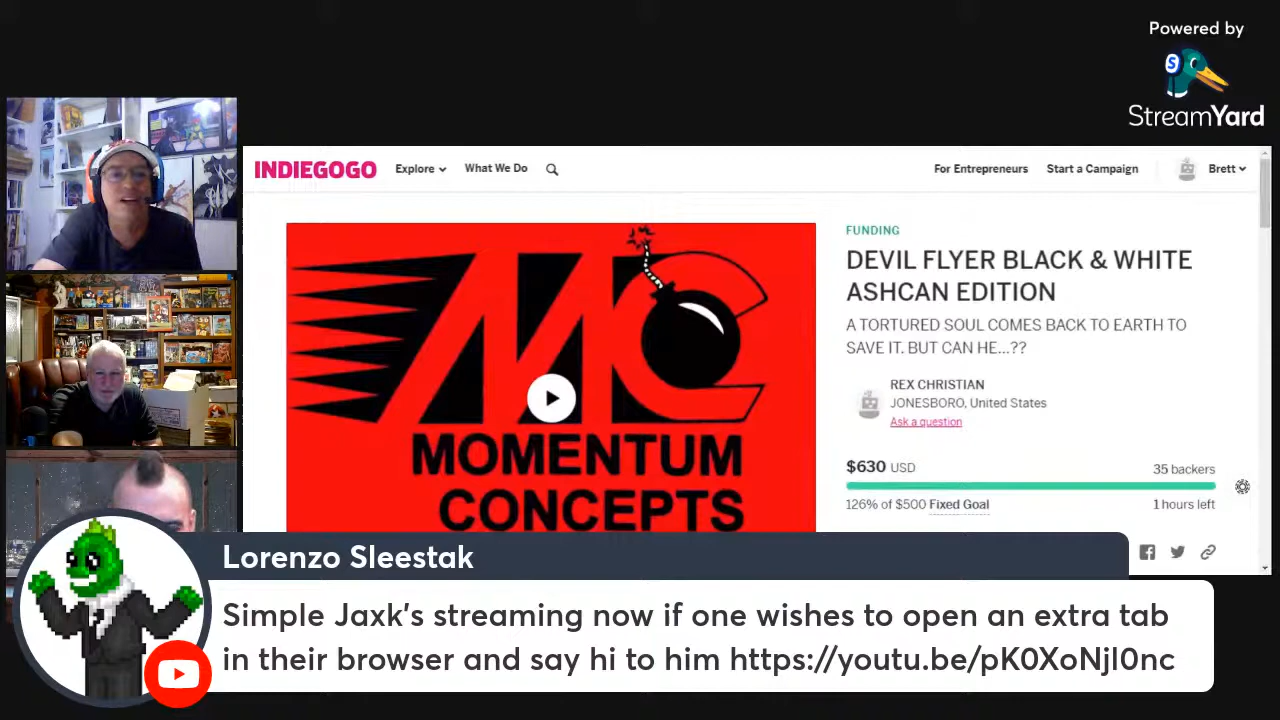 Powered by
StreamYard
INDIEGOGO Explore What We Do For Entrepreneurs Start a Campaign Brett
MC
MOMENTUM
CONCEPTS
FUNDING
DEVIL FLYER BLACK & WHITE
ASHCAN EDITION
A TORTURED SOUL COMES BACK TO EARTH TO
SAVE IT. BUT CAN HE...??
REX CHRISTIAN
JONESBORO, United States
Ask a question
$630 USD 35 backers
126% of $500 Fixed Goal 1 hours left
Lorenzo Sleestak
Simple Jaxk's streaming now if one wishes to open an extra tab
in their browser and say hi to him https://youtu.be/pK0XoNjl0nc